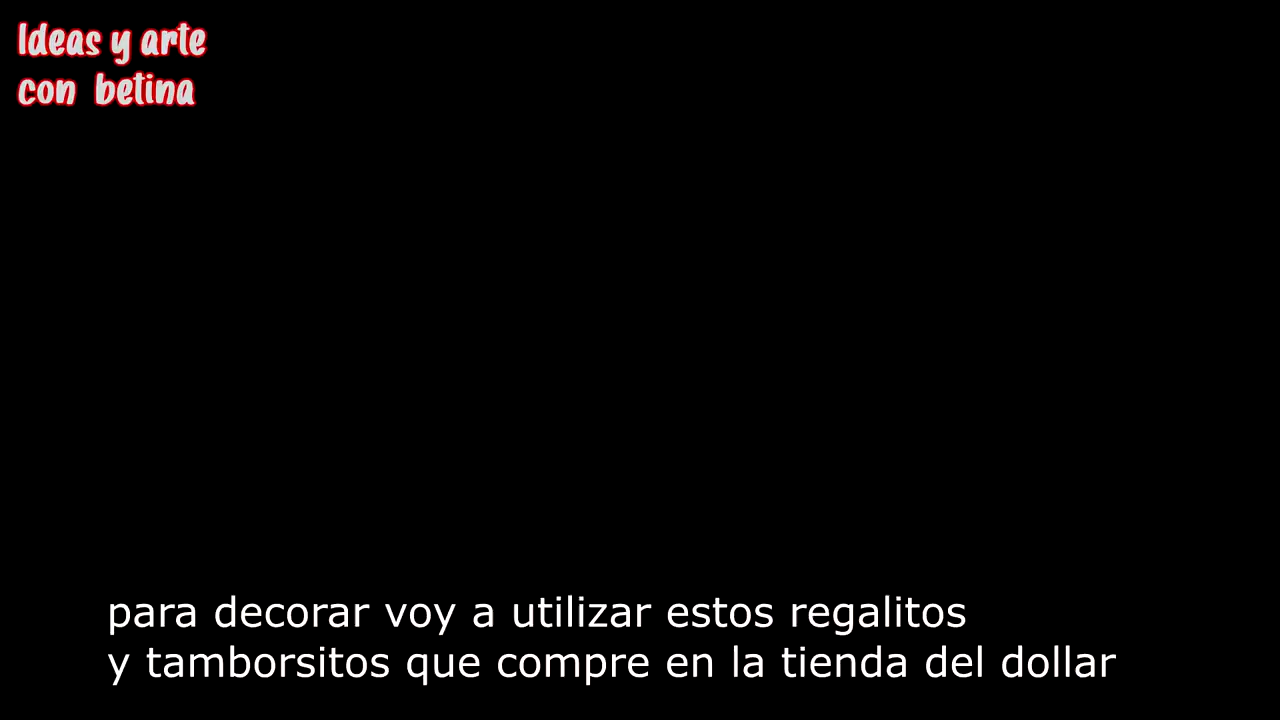 Ideas y arte
con betina
para decorar voy a utilizar estos regalitos
y tamborsitos que compre en la tienda del dollar